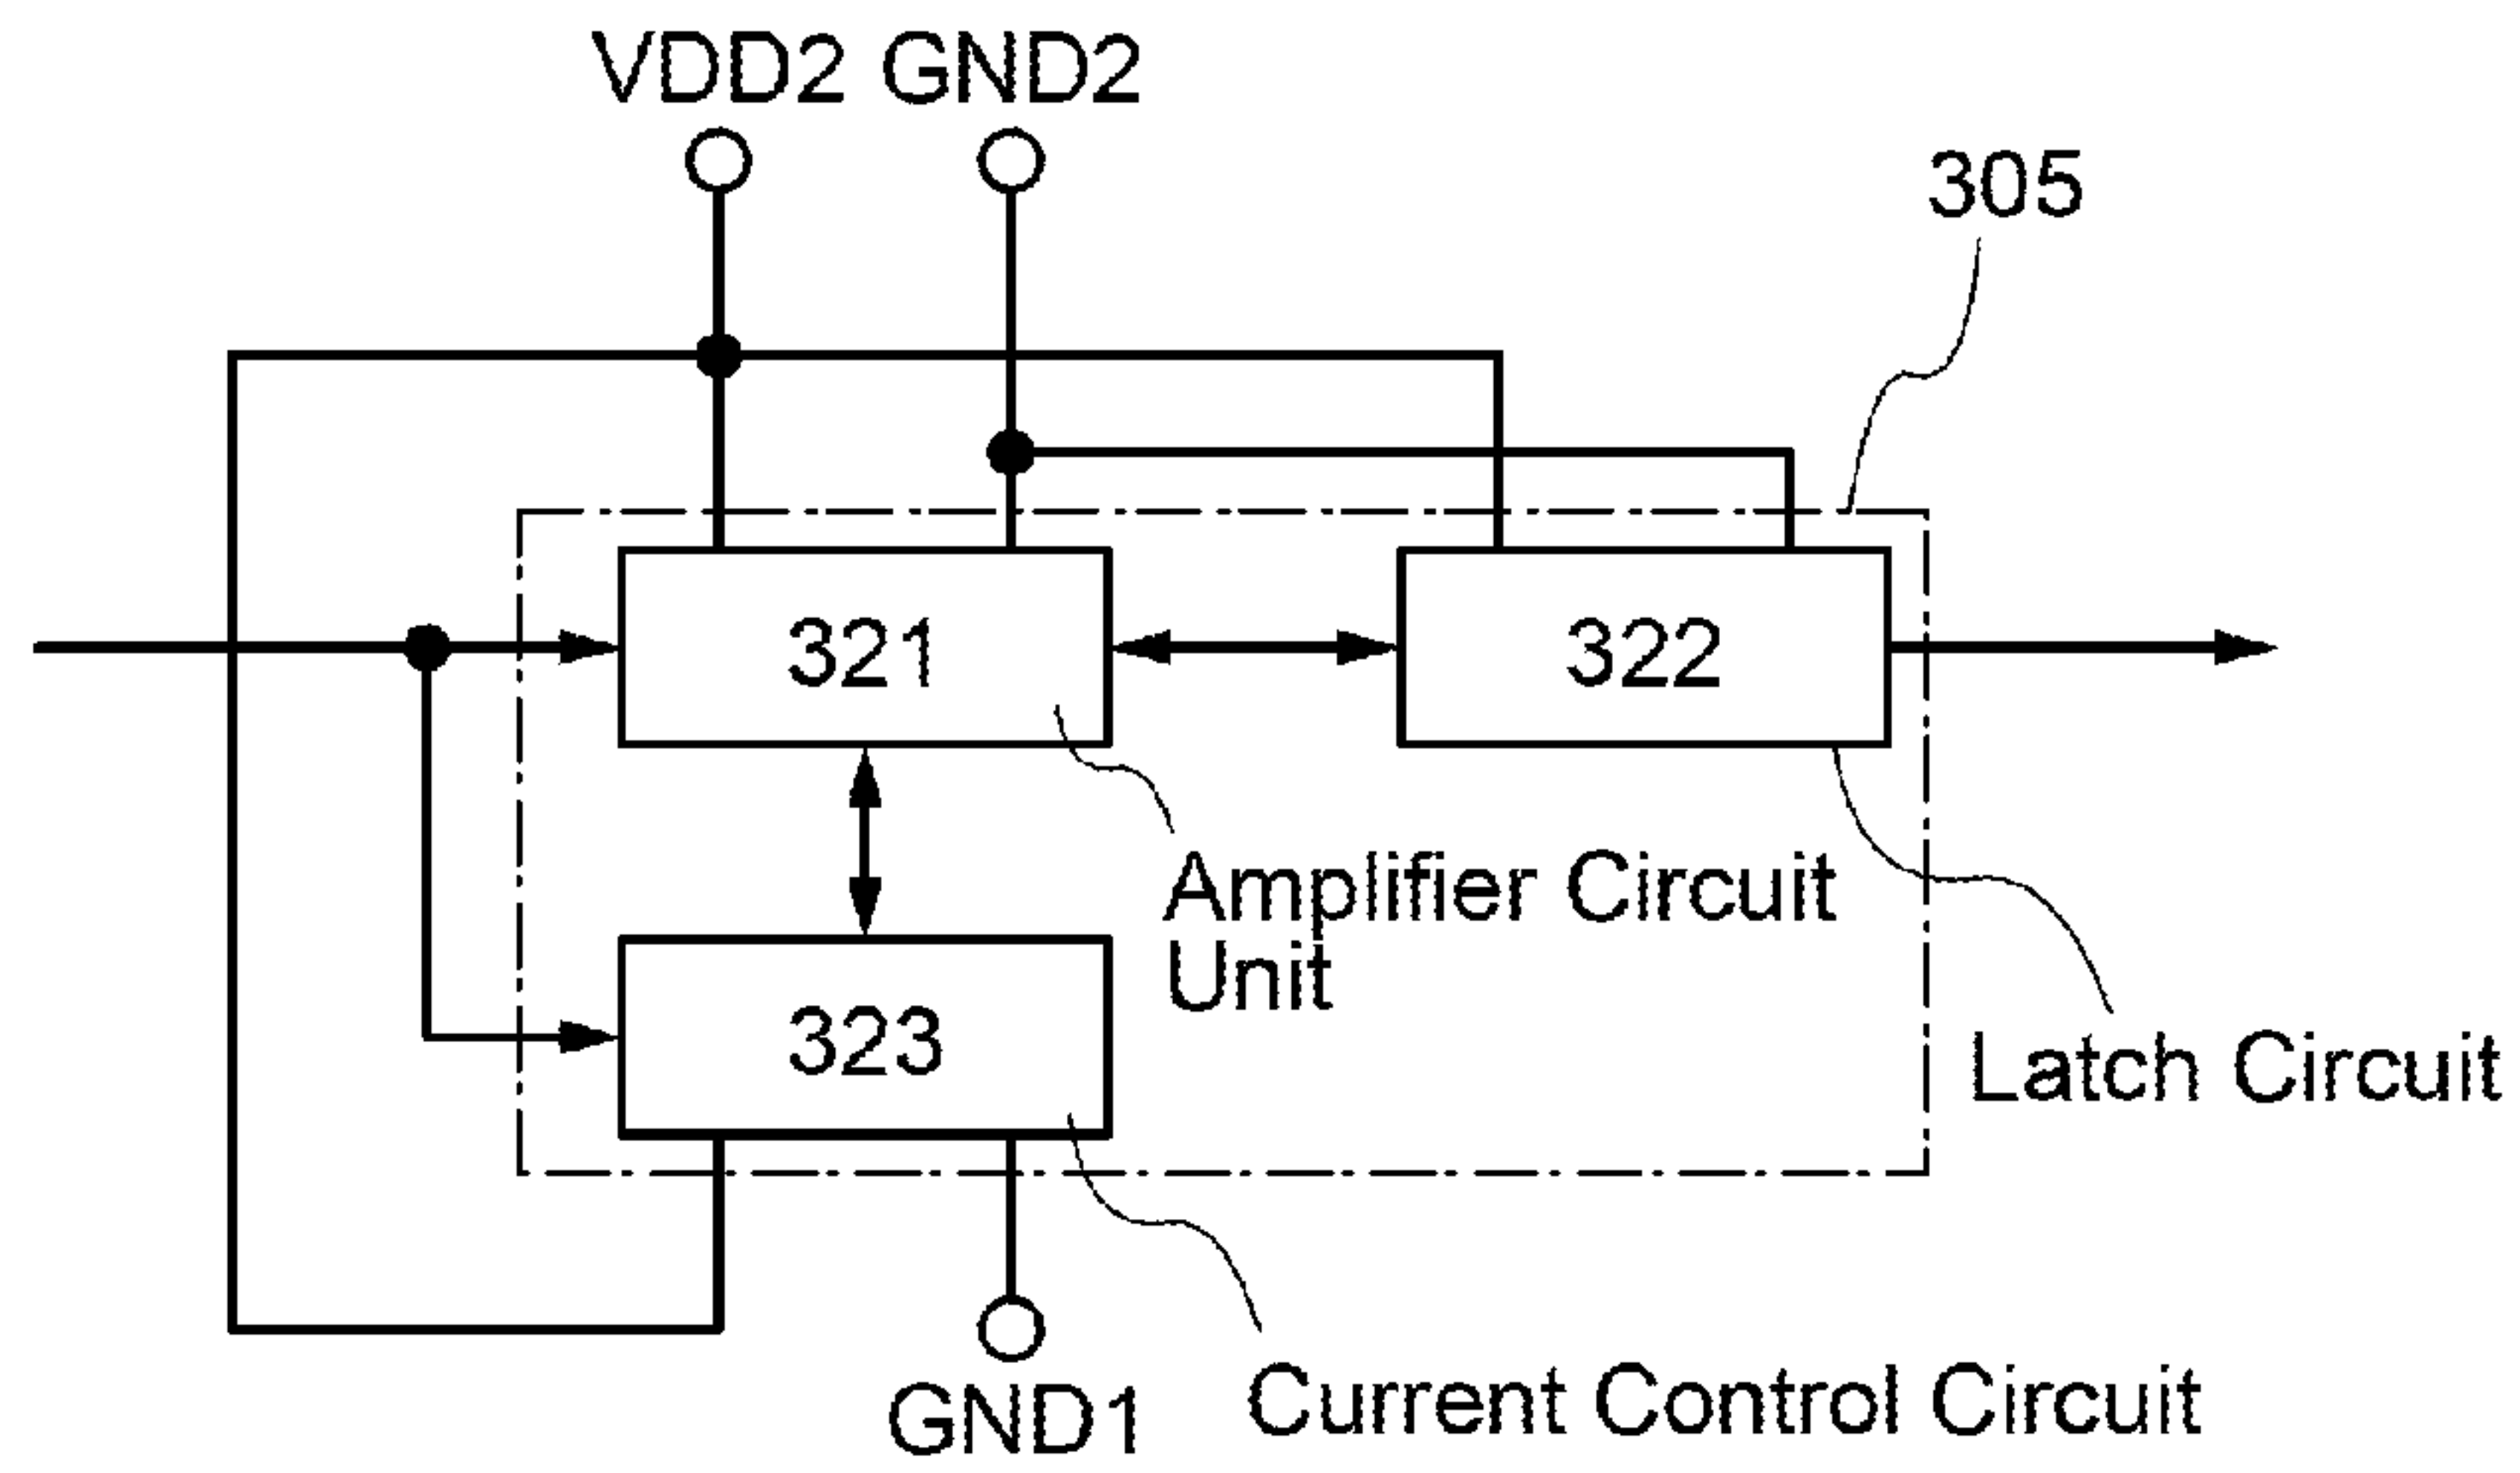 VDD2 GND2
305
321
322
Amplifier Circuit
Unit
323
Latch Circuit
GND1
Current Control Circuit